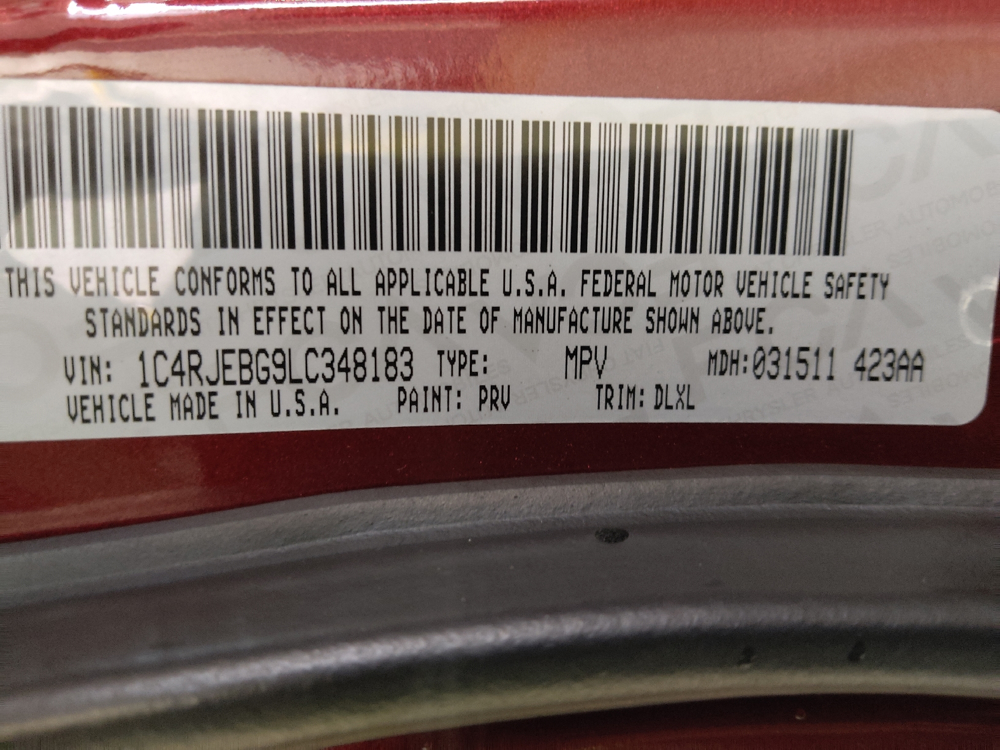 THIS VEHICLE CONFORMS TO ALL APPLICABLE U.S.A. FEDERAL MOTOR VEHICLE SAFETY
STANDARDS IN EFFECT ON THE DATE OF MANUFACTURE SHOWN ABOVE.
VIN: 1C4RJEBG9LC348183 TYPE: MPV MDH:031511 423AA
VEHICLE MADE IN U.S.A. PAINT: PRV TRIM: DLXL